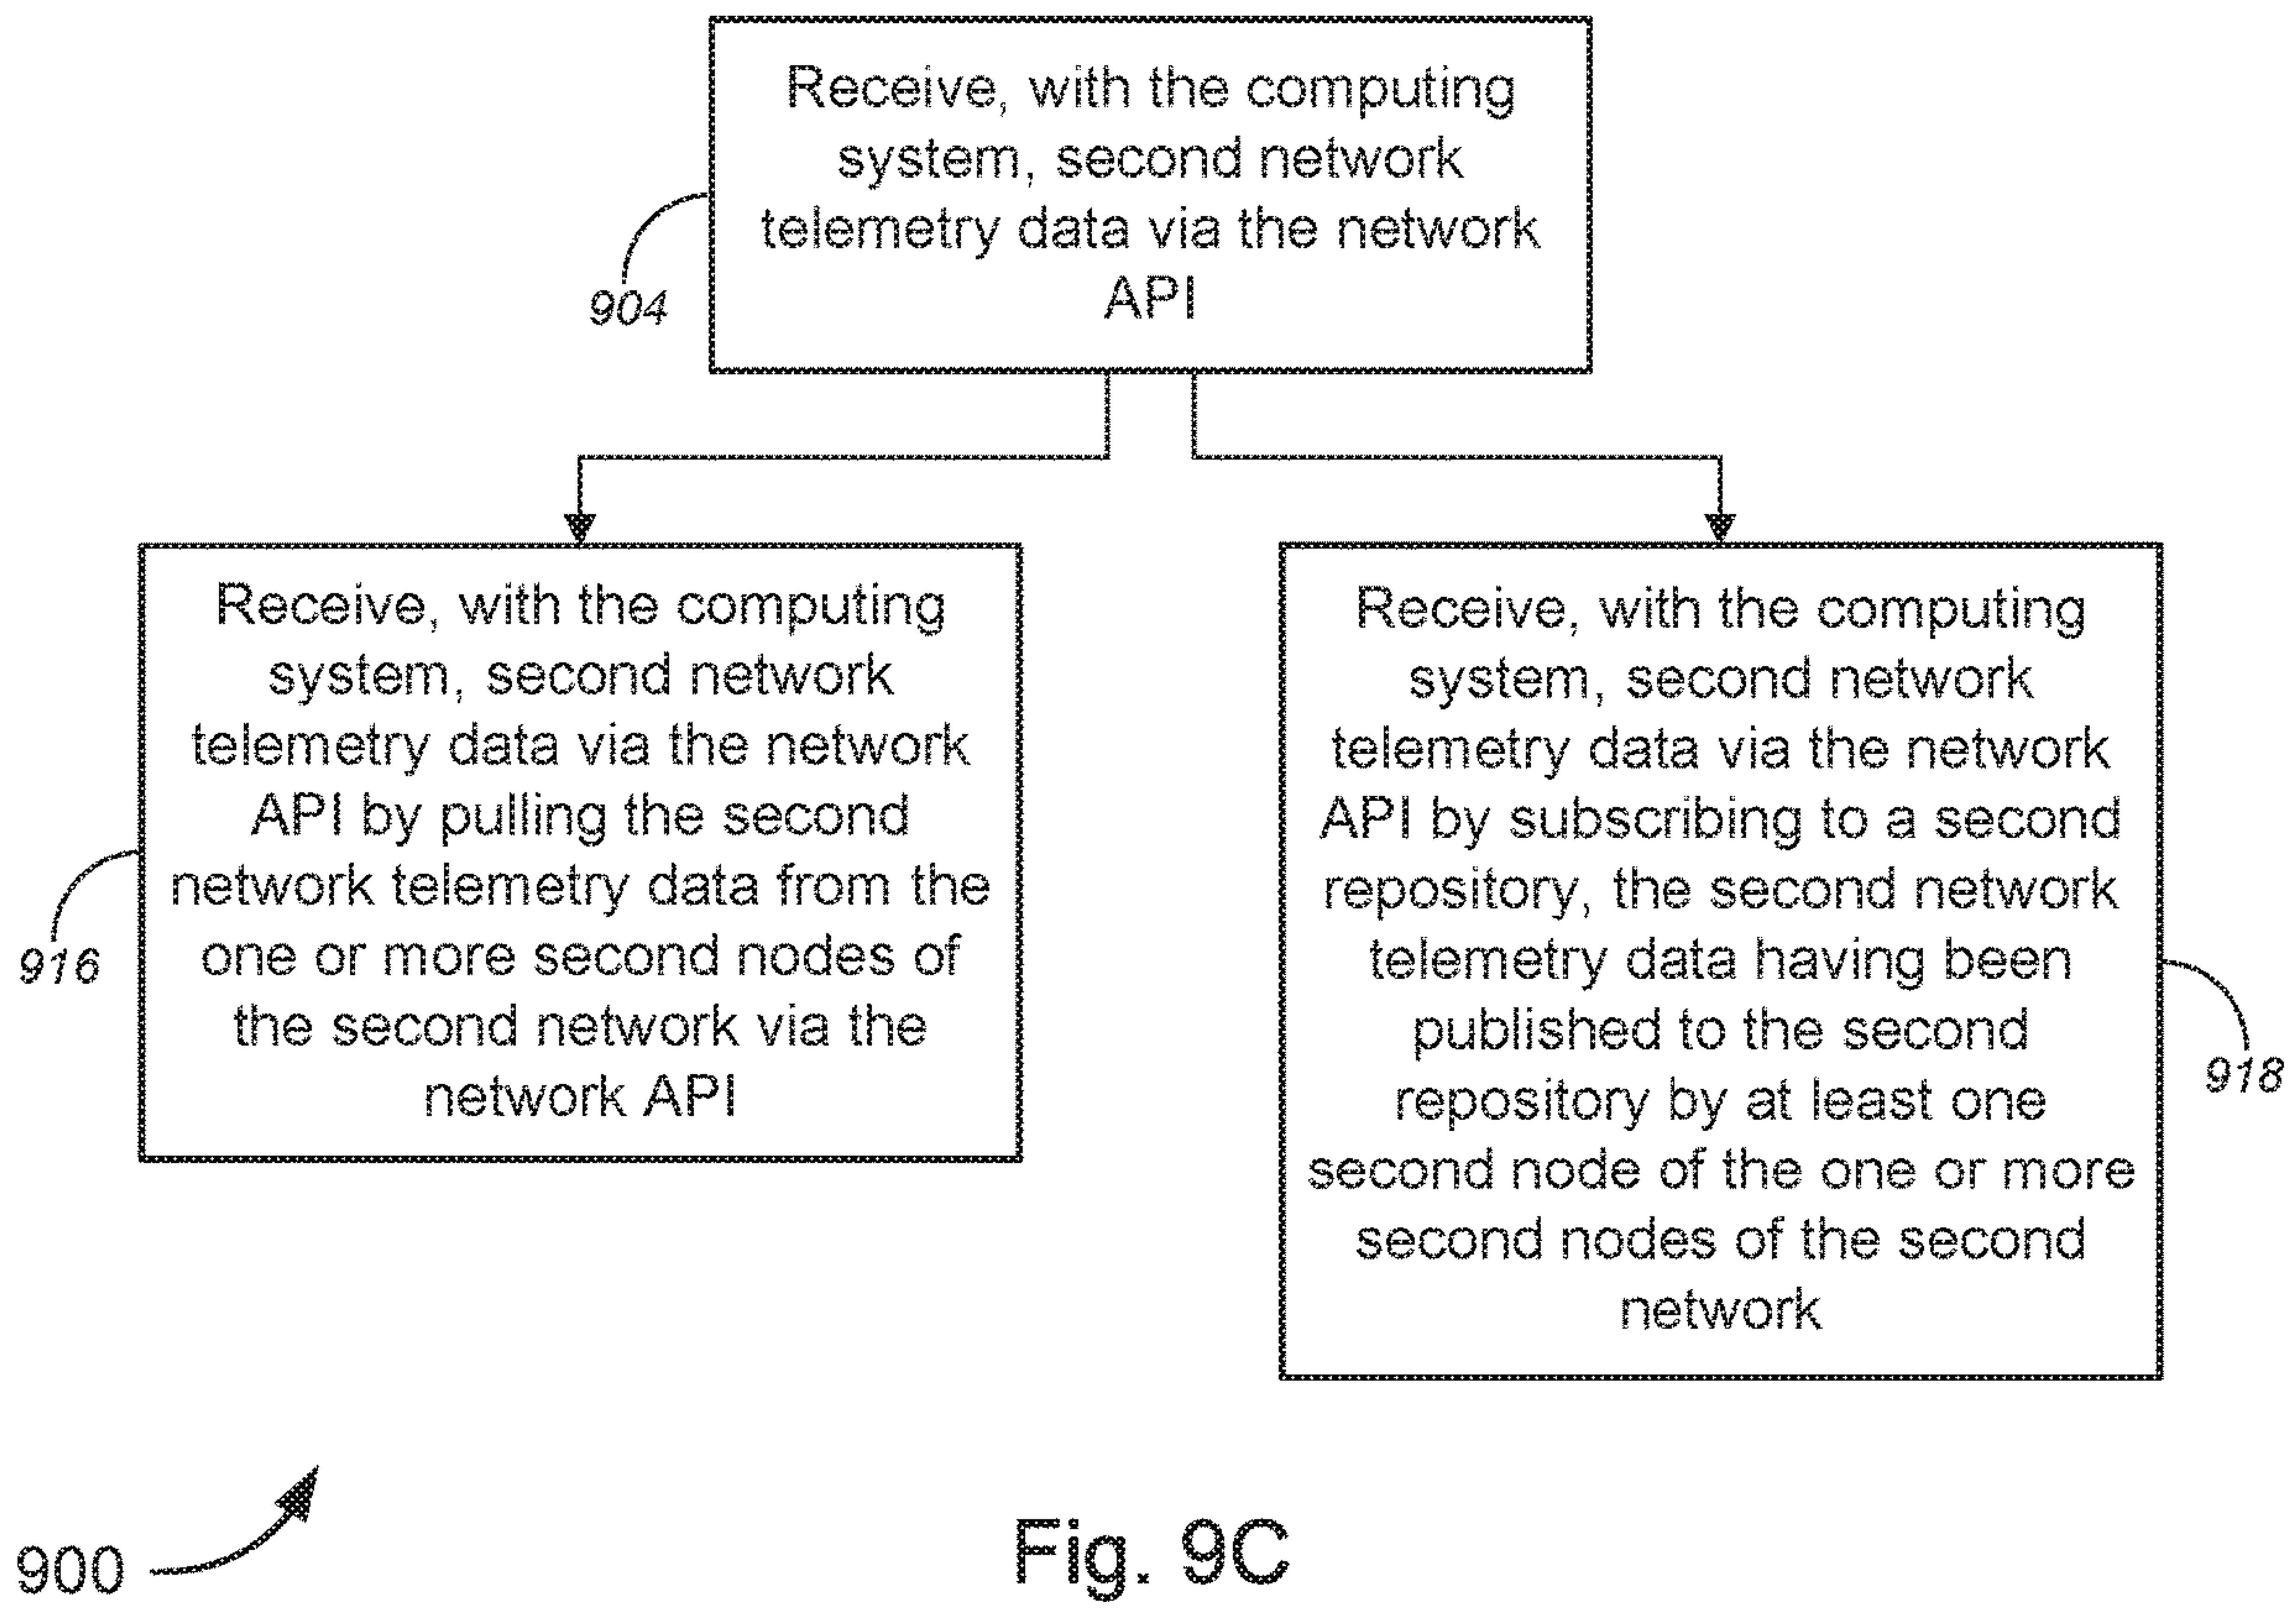 Receive, with the computing
system, second network
telemetry data via the network
API
904
Receive, with the computing
system, second network
telemetry data via the network
API by pulling the second
network telemetry data from the
one or more second nodes of
the second network via the
network API
916
Receive, with the computing
system, second network
telemetry data via the network
API by subscribing to a second
repository, the second network
telemetry data having been
published to the second
repository by at least one
second node of the one or more
second nodes of the second
network
918
900
Fig. 9C